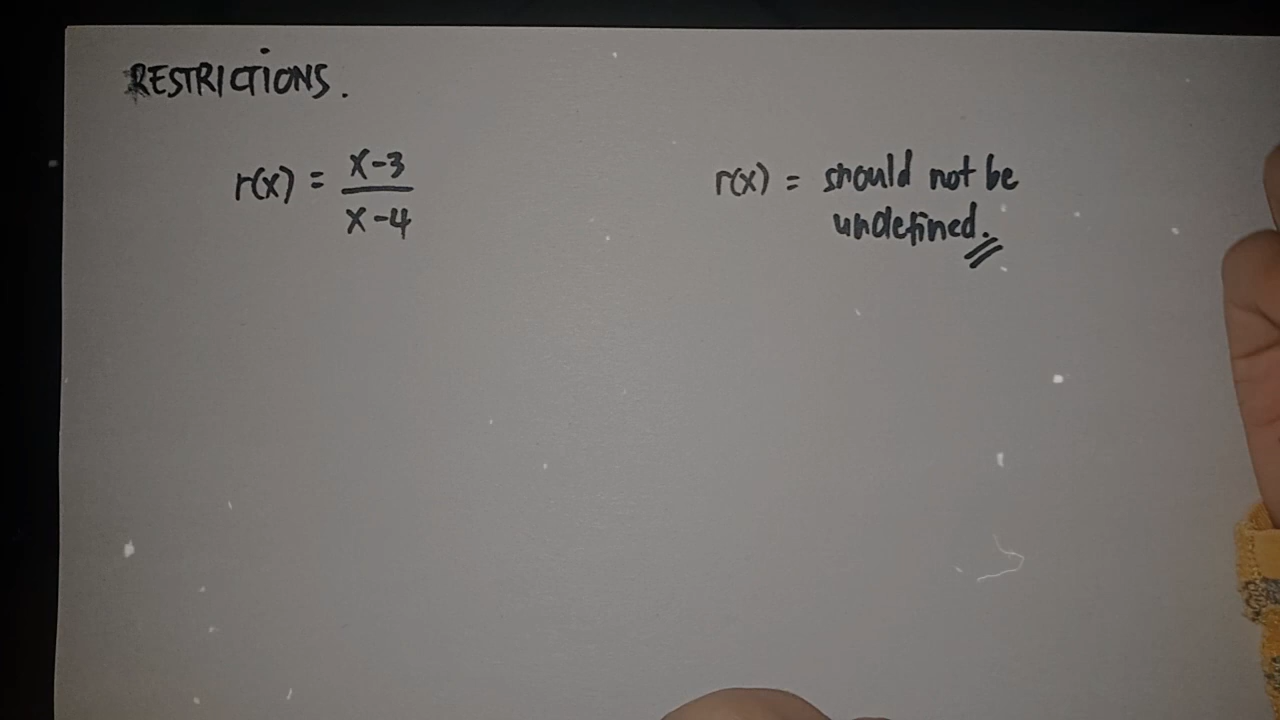 RESTRICTIONS.
r(x) = x-3 / x-4
r(x) = should not be
undefined.